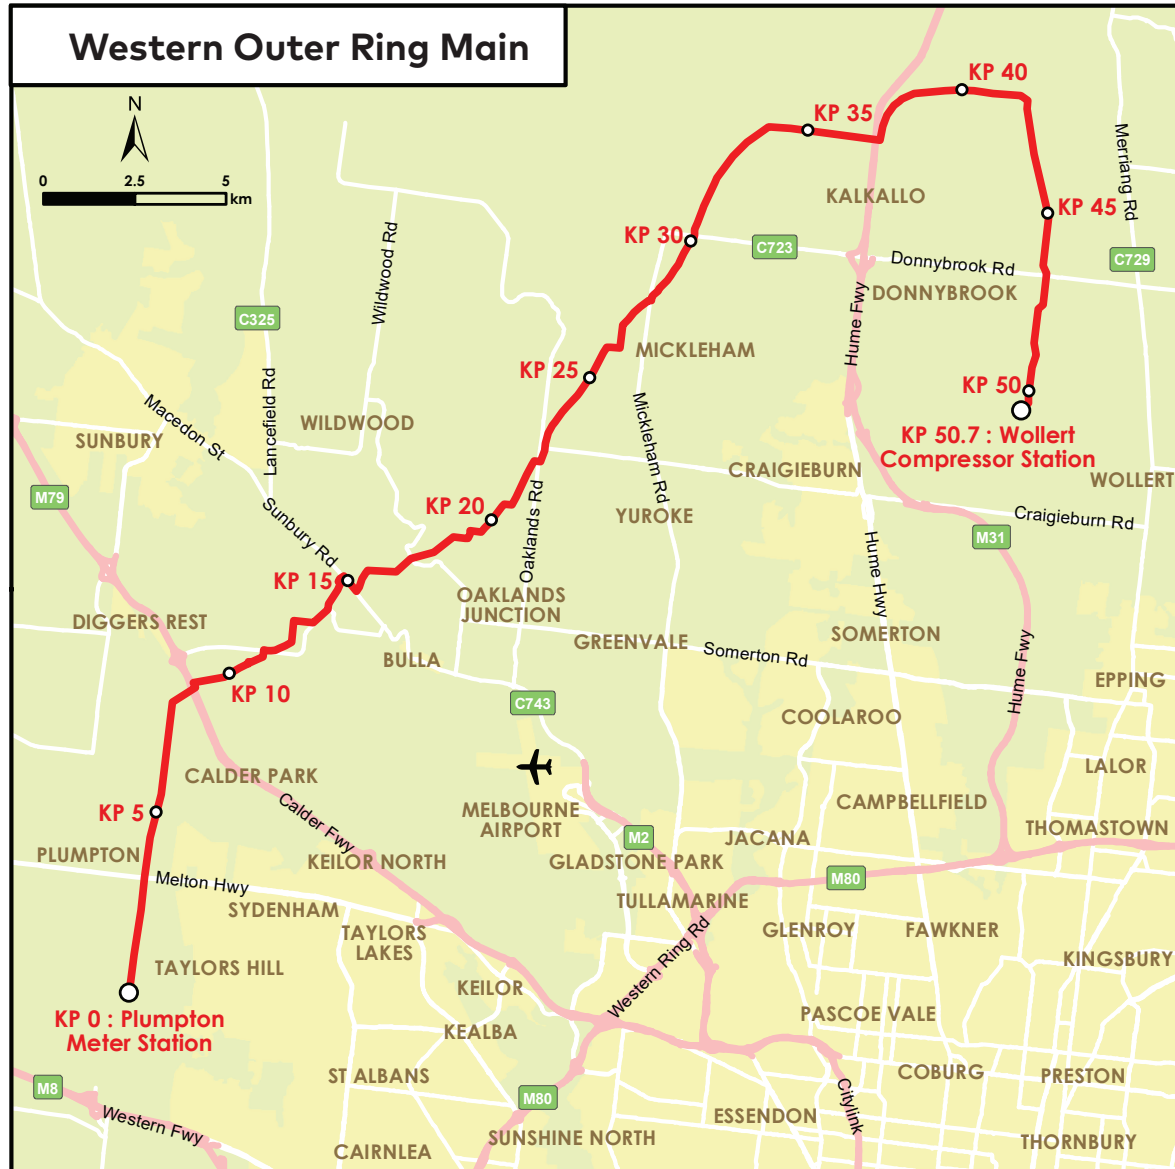 Western Outer Ring Main
N
0
2.5
5
km
KP 40
KP 35
Merriang Rd
KALKALLO
KP 45
KP 30
C723
Donnybrook Rd
C729
Wildwood Rd
DONNYBROOK
Hume Fwy
C325
MICKLEHAM
KP 25
KP 50
Lancefield Rd
Macedon St
WILDWOOD
Mickleham Rd
KP 50.7 : Wollert
Compressor Station
SUNBURY
CRAIGIEBURN
WOLLERT
M79
Sunbury Rd
KP 20
YUROKE
Craigieburn Rd
M31
Oaklands Rd
Hume Hwy
KP 15
OAKLANDS
JUNCTION
DIGGERS REST
GREENVALE
SOMERTON
BULLA
Somerton Rd
Hume Fwy
KP 10
EPPING
C743
COOLAROO
CALDER PARK
LALOR
KP 5
Calder Fwy
MELBOURNE
AIRPORT
CAMPBELLFIELD
THOMASTOWN
M2
JACANA
PLUMPTON
KEILOR NORTH
GLADSTONE PARK
Melton Hwy
M80
TULLAMARINE
SYDENHAM
TAYLORS
LAKES
GLENROY
FAWKNER
KINGSBURY
TAYLORS HILL
Western Ring Rd
KEILOR
KP 0 : Plumpton
Meter Station
KEALBA
PASCOE VALE
ST ALBANS
COBURG
PRESTON
M8
M80
Citylink
ESSENDON
Western Fwy
SUNSHINE NORTH
THORNBURY
CAIRNLEA